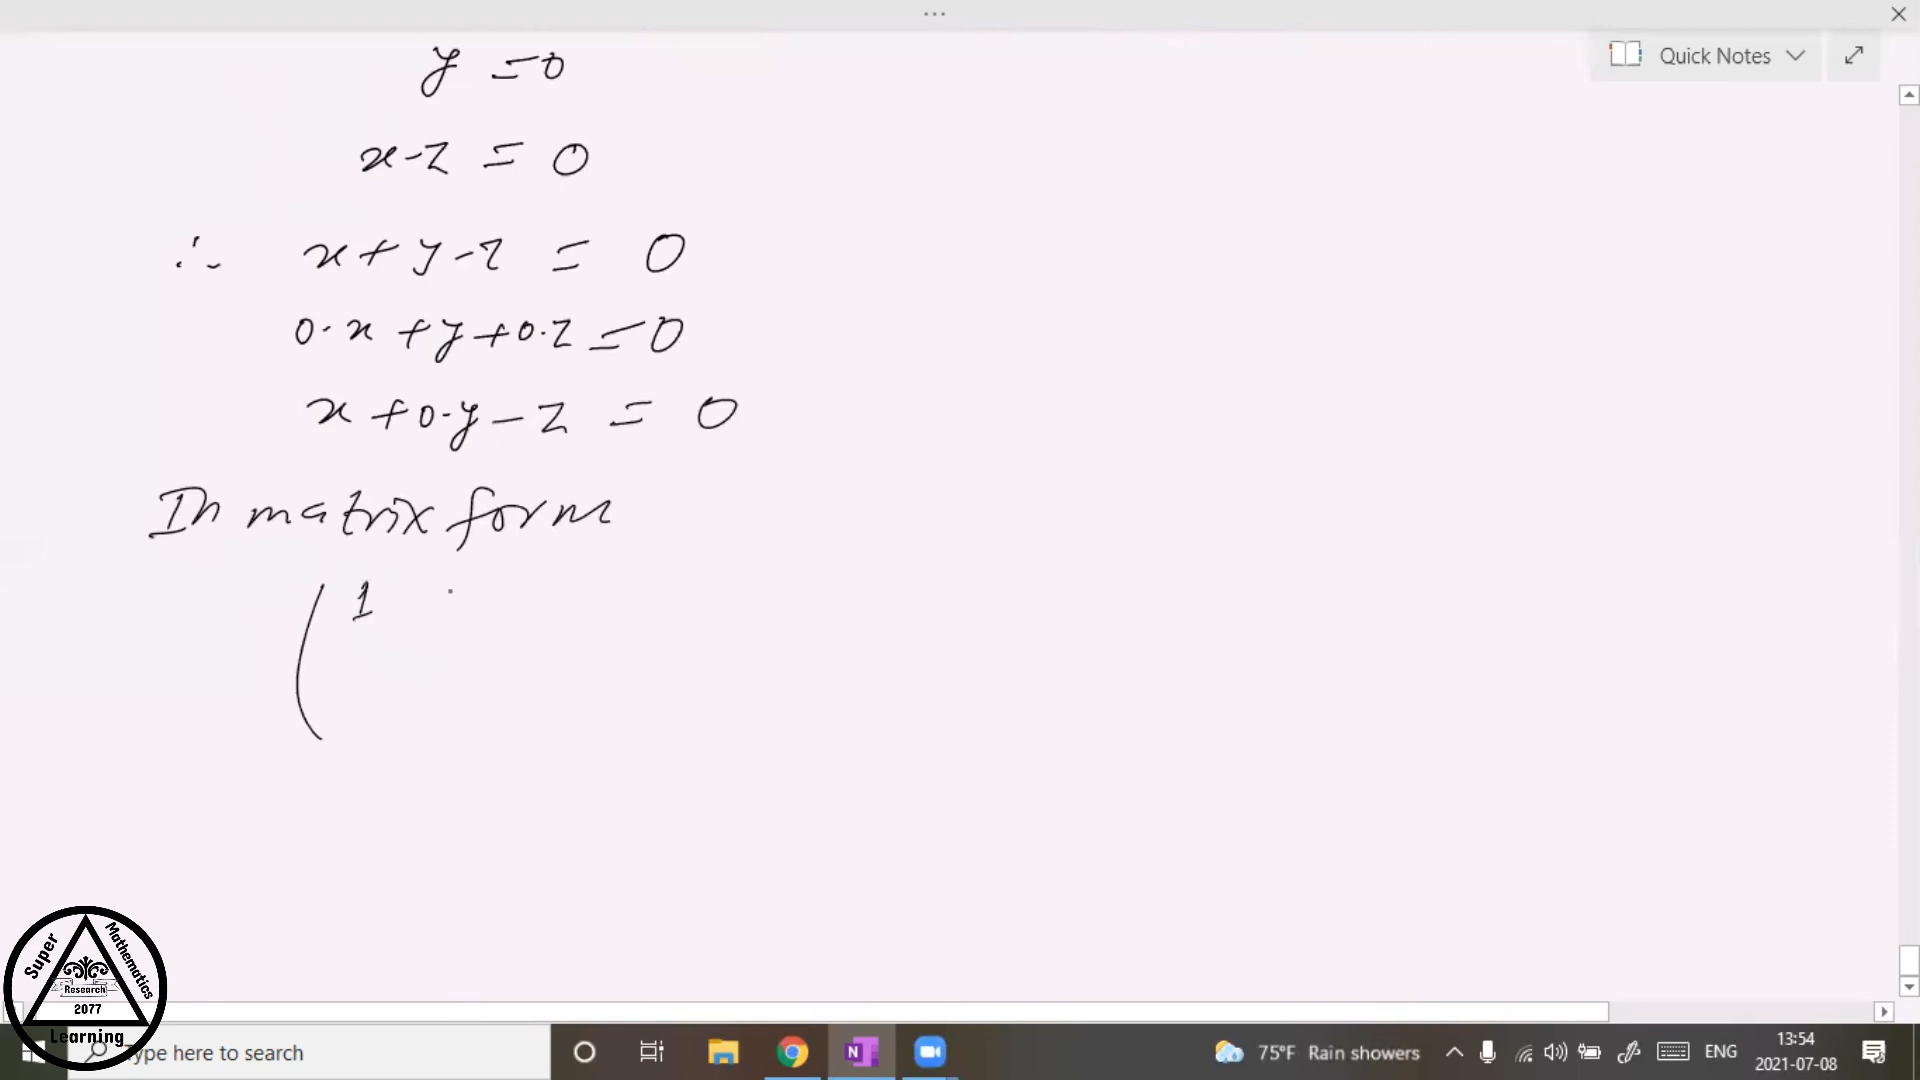 ...
Quick Notes
y = 0
x - z = 0
∴ x + y - z = 0
0·x + y + 0·z = 0
x + 0·y - z = 0
In matrix form
( 1
Super Mathematics
Research
2077
Learning
Type here to search
N
75°F Rain showers
ENG
13:54
2021-07-08